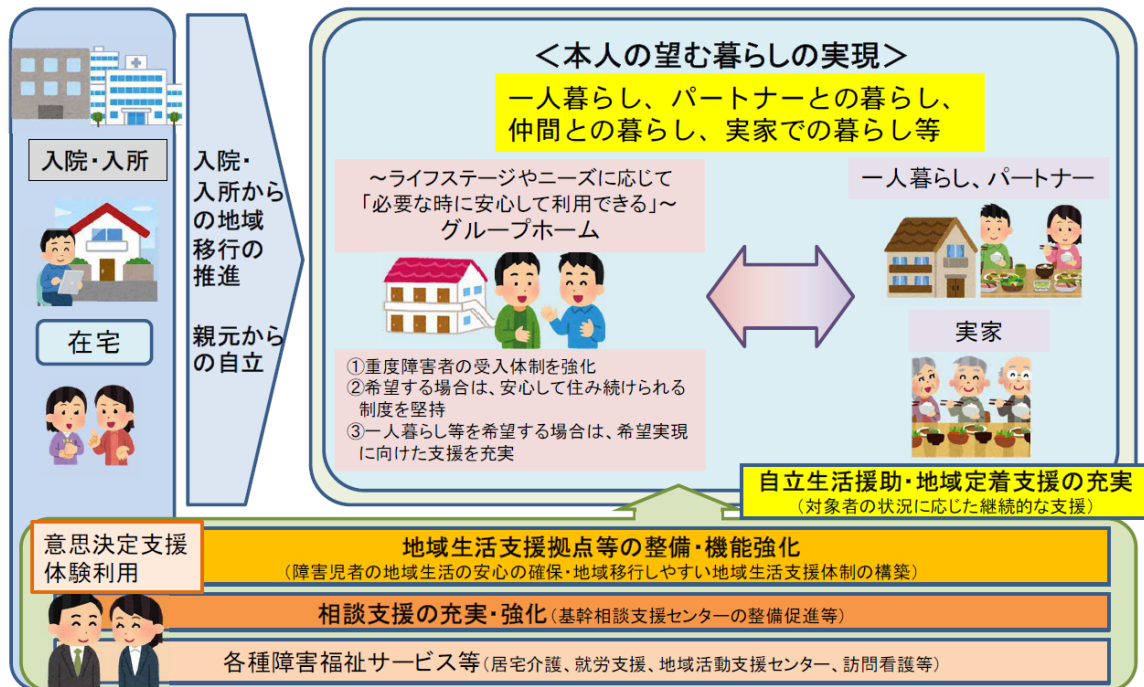 入院・入所
在宅
入院・
入所から
の地域
移行の
推進
親元から
の自立
＜本人の望む暮らしの実現＞
一人暮らし、パートナーとの暮らし、
仲間との暮らし、実家での暮らし等
～ライフステージやニーズに応じて
「必要な時に安心して利用できる」～
グループホーム
①重度障害者の受入体制を強化
②希望する場合は、安心して住み続けられる
制度を堅持
③一人暮らし等を希望する場合は、希望実現
に向けた支援を充実
一人暮らし、パートナー
実家
自立生活援助・地域定着支援の充実
（対象者の状況に応じた継続的な支援）
意思決定支援
体験利用
地域生活支援拠点等の整備・機能強化
（障害児者の地域生活の安心の確保・地域移行しやすい地域生活支援体制の構築）
相談支援の充実・強化（基幹相談支援センターの整備促進等）
各種障害福祉サービス等（居宅介護、就労支援、地域活動支援センター、訪問看護等）